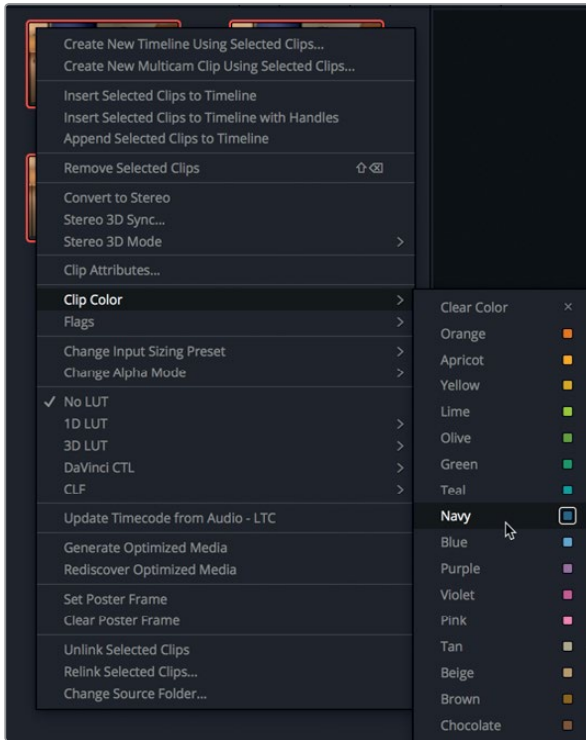 Create New Timeline Using Selected Clips...
Create New Multicam Clip Using Selected Clips...
Insert Selected Clips to Timeline
Insert Selected Clips to Timeline with Handles
Append Selected Clips to Timeline
Remove Selected Clips
Convert to Stereo
Stereo 3D Sync...
Stereo 3D Mode
Clip Attributes...
Clip Color
Flags
Change Input Sizing Preset
Change Alpha Mode
No LUT
1D LUT
3D LUT
DaVinci CTL
CLF
Update Timecode from Audio - LTC
Generate Optimized Media
Rediscover Optimized Media
Set Poster Frame
Clear Poster Frame
Unlink Selected Clips
Relink Selected Clips...
Change Source Folder...
Clear Color
Orange
Apricot
Yellow
Lime
Olive
Green
Teal
Navy
Blue
Purple
Violet
Pink
Tan
Beige
Brown
Chocolate